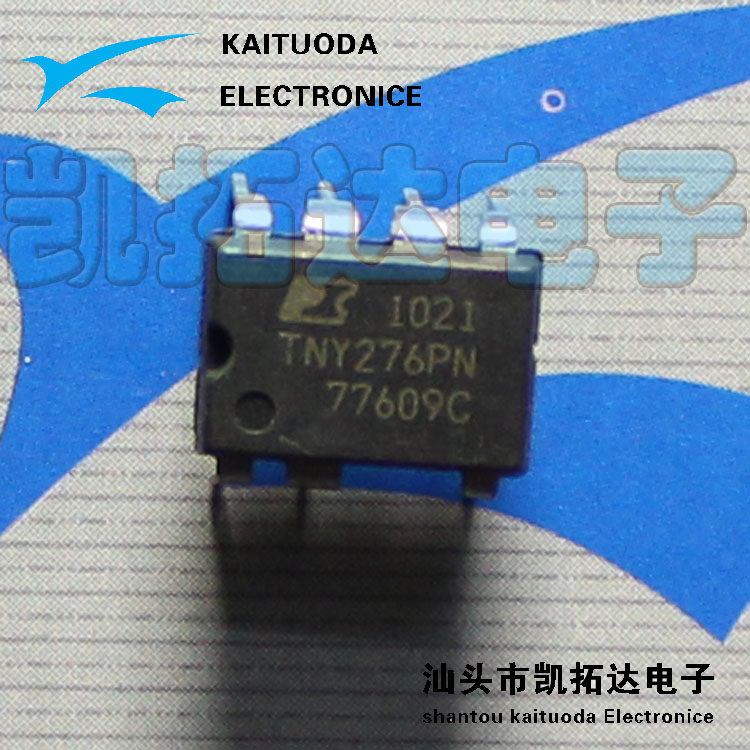 KAITUODA
ELECTRONICE
凯拓达电子
1021
TNY276PN
77609C
汕头市凯拓达电子
shantou kaituoda Electronice